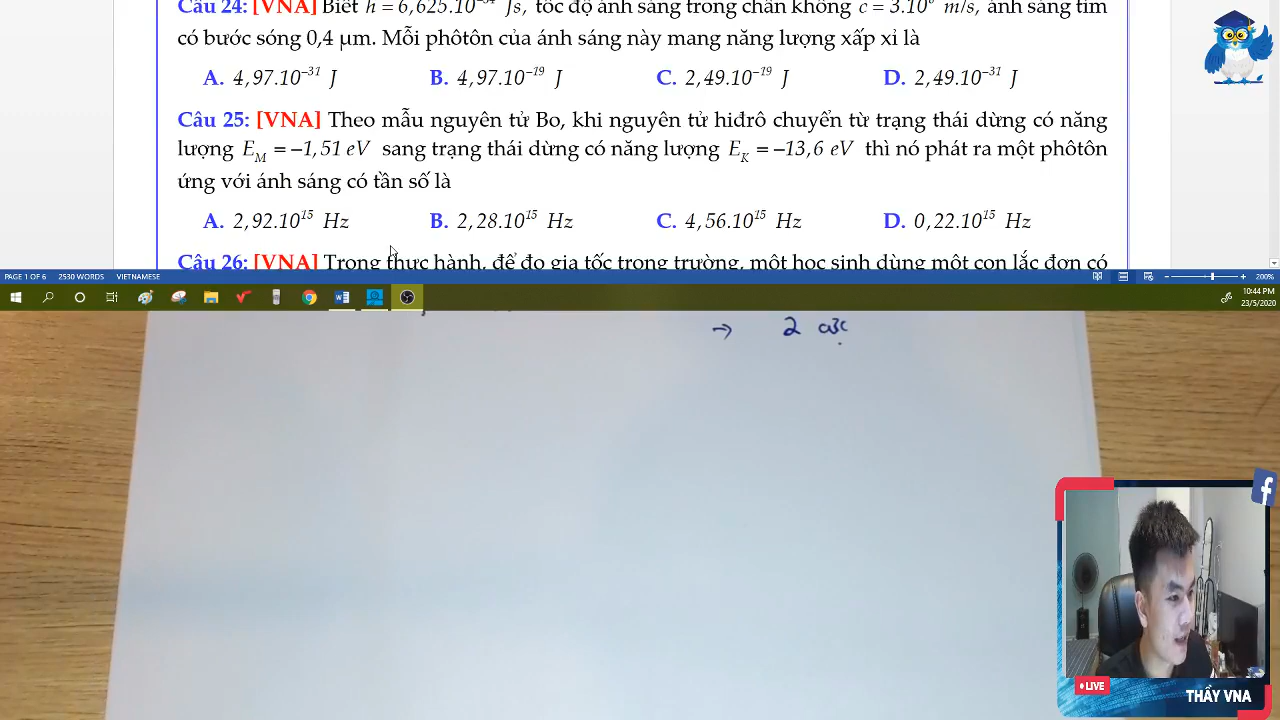 Câu 24: [VNA] Biết h = 6,625.10⁻³⁴ Js, tốc độ ánh sáng trong chân không c = 3.10⁸ m/s, ánh sáng tím
có bước sóng 0,4 μm. Mỗi phôtôn của ánh sáng này mang năng lượng xấp xỉ là
A. 4,97.10⁻³¹ J B. 4,97.10⁻¹⁹ J C. 2,49.10⁻¹⁹ J D. 2,49.10⁻³¹ J
Câu 25: [VNA] Theo mẫu nguyên tử Bo, khi nguyên tử hiđrô chuyển từ trạng thái dừng có năng
lượng E_M = −1,51 eV sang trạng thái dừng có năng lượng E_K = −13,6 eV thì nó phát ra một phôtôn
ứng với ánh sáng có tần số là
A. 2,92.10¹⁵ Hz B. 2,28.10¹⁵ Hz C. 4,56.10¹⁵ Hz D. 0,22.10¹⁵ Hz
Câu 26: [VNA] Trong thực hành, để đo gia tốc trọng trường, một học sinh dùng một con lắc đơn có
PAGE 1 OF 6 2530 WORDS VIETNAMESE 200%
10:44 PM
23/5/2020
→ 2
f
LIVE
THẦY VNA